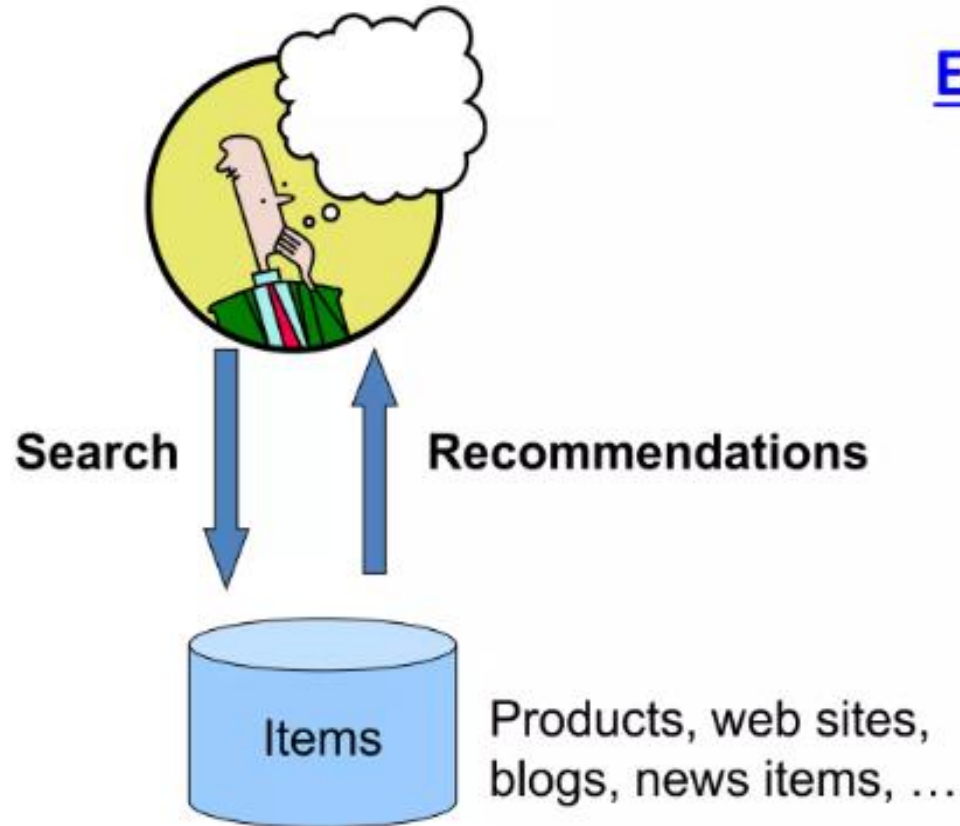 Search
Recommendations
Items
Products, web sites,
blogs, news items, …